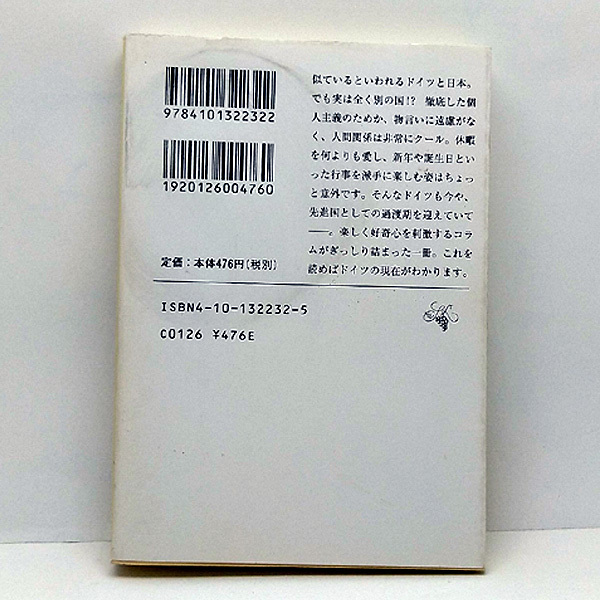 9784101322322
1920126004760
定価:本体476円(税別)
似ているといわれるドイツと日本。
でも実は全く別の国!? 徹底した個
人主義のためか、物言いに遠慮がな
く、人間関係は非常にクール。休暇
を何よりも愛し、新年や誕生日とい
った行事を派手に楽しむ姿はちょっ
と意外です。そんなドイツも今や、
先進国としての過渡期を迎えていて
――。楽しく好奇心を刺激するコラ
ムがぎっしり詰まった一冊。これを
読めばドイツの現在がわかります。
ISBN4-10-132232-5
C0126 ¥476E